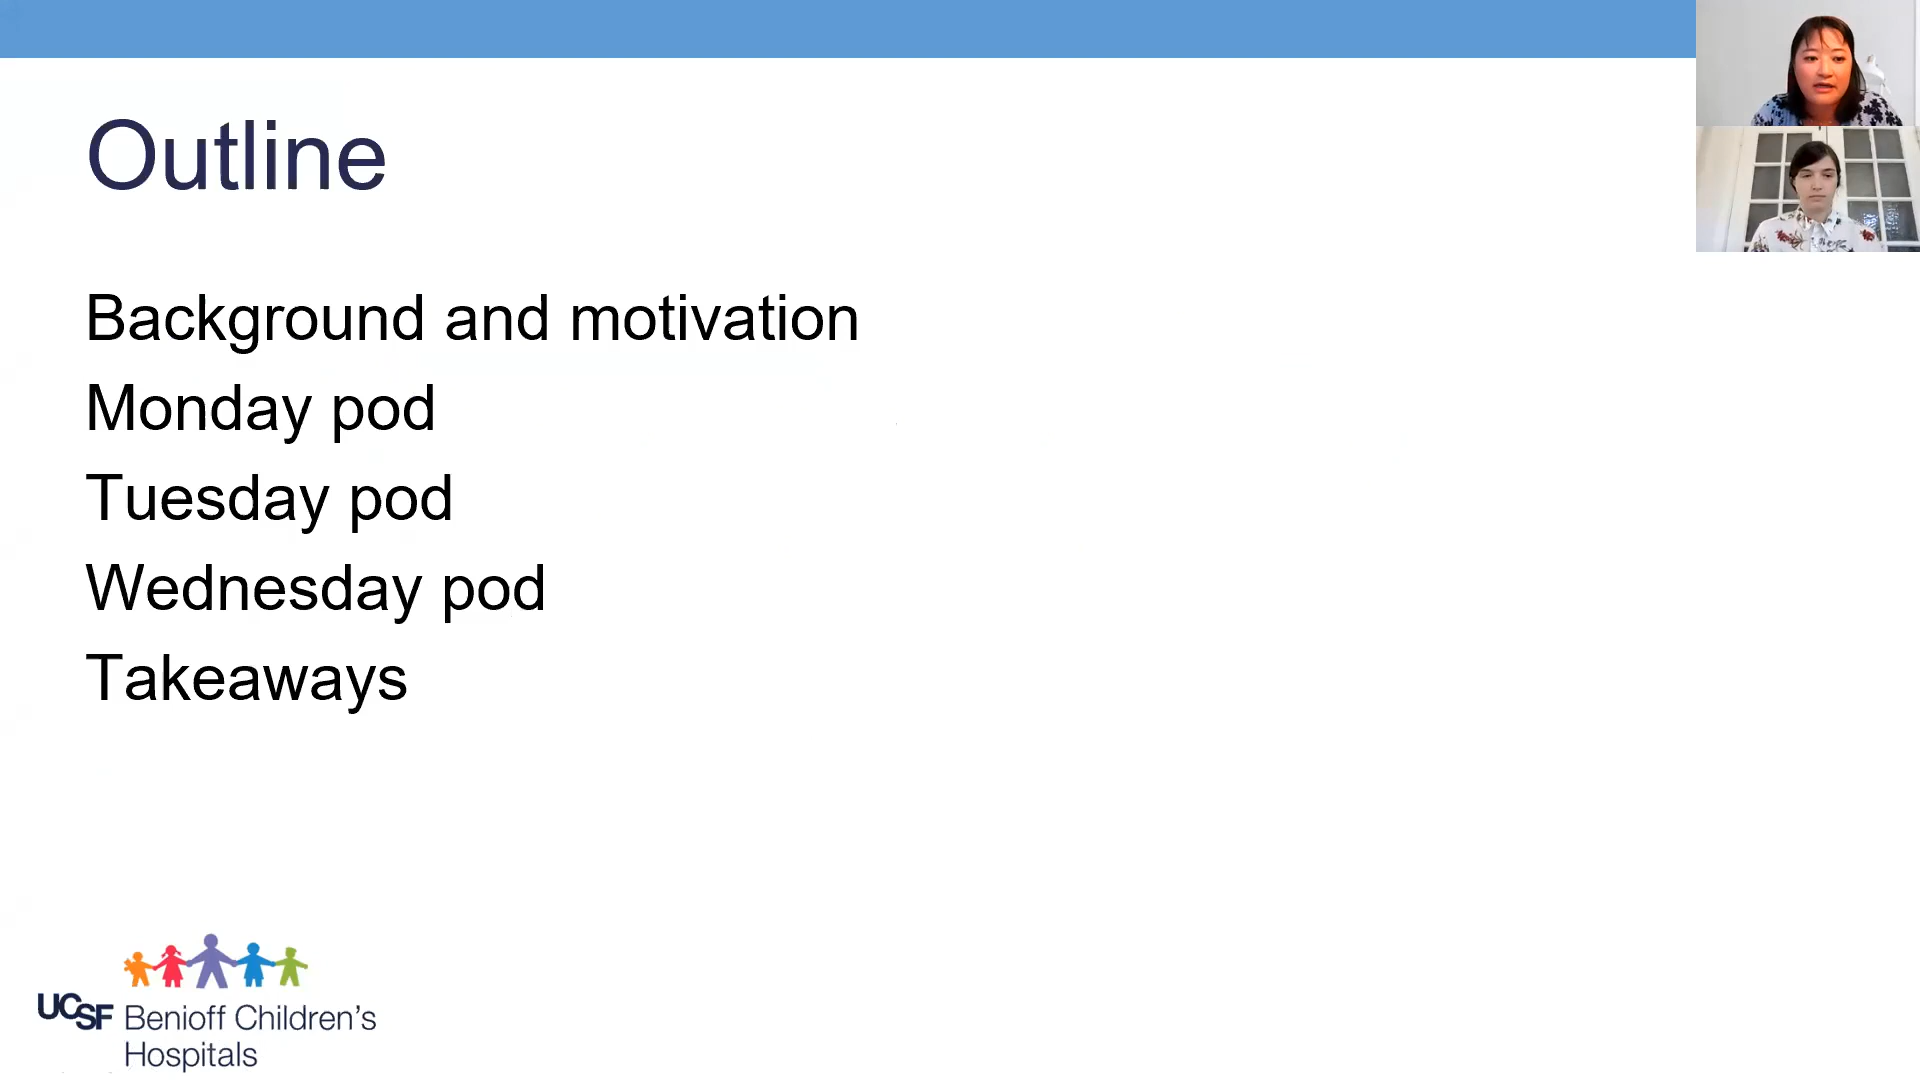 Outline
Background and motivation
Monday pod
Tuesday pod
Wednesday pod
Takeaways
UCSF Benioff Children's
Hospitals